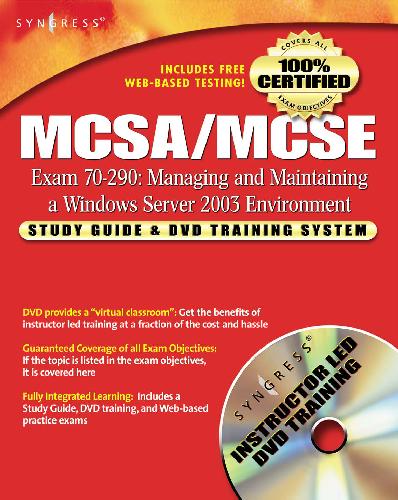 SYNGRESS®
INCLUDES FREE
WEB-BASED TESTING!
COVERS ALL
100%
CERTIFIED
EXAM OBJECTIVES
MCSA/MCSE
Exam 70-290: Managing and Maintaining
a Windows Server 2003 Environment
STUDY GUIDE & DVD TRAINING SYSTEM
DVD provides a "virtual classroom": Get the benefits of
instructor led training at a fraction of the cost and hassle
Guaranteed Coverage of all Exam Objectives:
If the topic is listed in the exam objectives,
it is covered here
Fully Integrated Learning: Includes a
Study Guide, DVD training, and Web-based
practice exams
SYNGRESS®
INSTRUCTOR LED
DVD TRAINING